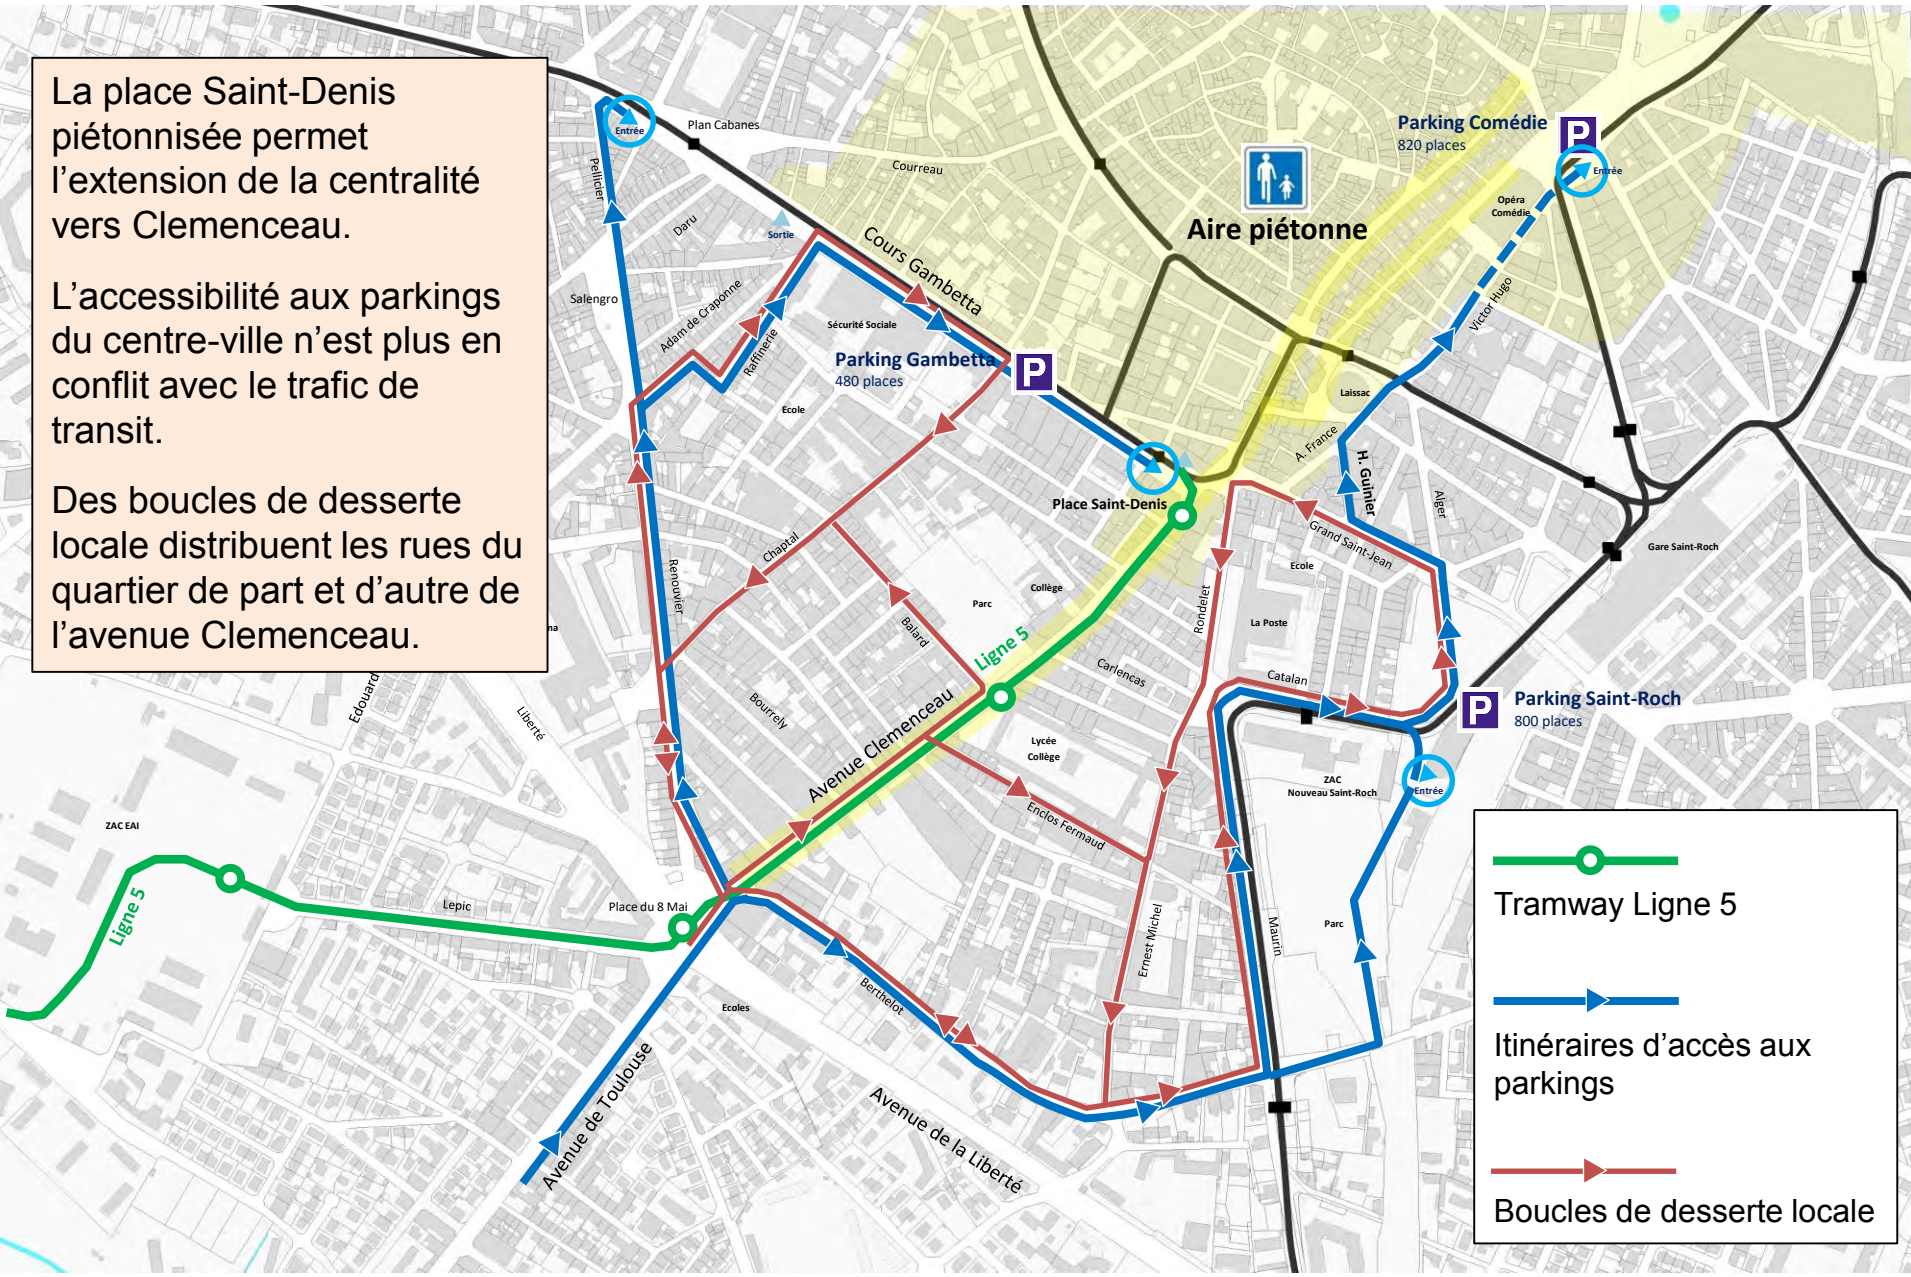 La place Saint-Denis
piétonnisée permet
l’extension de la centralité
vers Clemenceau.
L’accessibilité aux parkings
du centre-ville n’est plus en
conflit avec le trafic de
transit.
Des boucles de desserte
locale distribuent les rues du
quartier de part et d’autre de
l’avenue Clemenceau.
Entrée
Plan Cabanes
Pellicier
Courreau
Daru
Sortie
Cours Gambetta
Salengro
Adam de Craponne
Raffinerie
Sécurité Sociale
Parking Gambetta
480 places
P
Ecole
Aire piétonne
Parking Comédie
820 places
P
Entrée
Opéra
Comédie
Victor Hugo
Laissac
A. France
H. Guinier
Alger
Gare Saint-Roch
Place Saint-Denis
Grand Saint-Jean
Ecole
Rondelet
La Poste
Catalan
Chaptal
Renouvier
Collège
Parc
Balard
Ligne 5
Carlencas
Bourrely
Avenue Clemenceau
Lycée
Collège
Enclos Fermaud
P
Parking Saint-Roch
800 places
ZAC
Nouveau Saint-Roch
Entrée
Edouard
Liberté
ZAC EAI
Ligne 5
Lepic
Place du 8 Mai
Ecoles
Berthelot
Ernest Michel
Maurin
Parc
Avenue de Toulouse
Avenue de la Liberté
Tramway Ligne 5
Itinéraires d’accès aux
parkings
Boucles de desserte locale